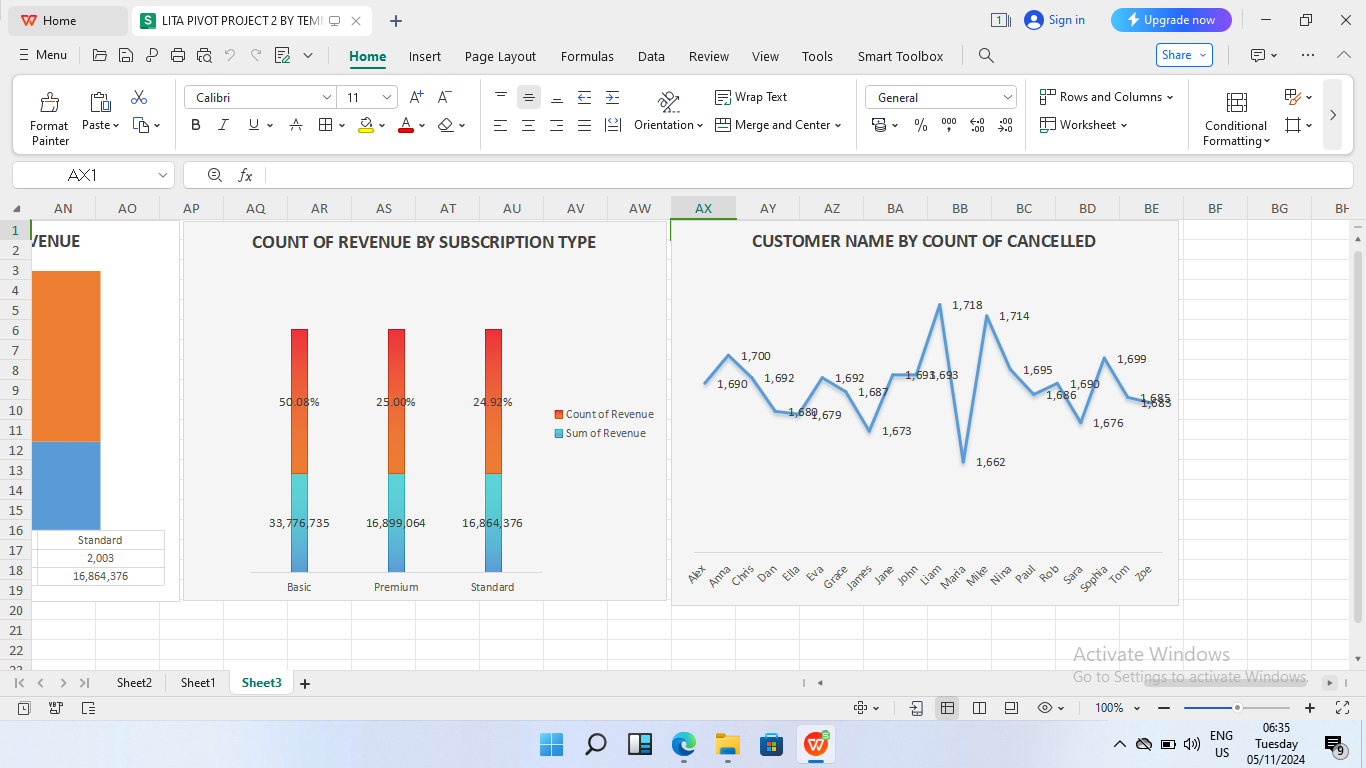 Home
LITA PIVOT PROJECT 2 BY TEM
Sign in
Upgrade now
Menu
Home
Insert
Page Layout
Formulas
Data
Review
View
Tools
Smart Toolbox
Share
Format Painter
Paste
Calibri
11
B I U A
Orientation
Wrap Text
Merge and Center
General
Rows and Columns
Worksheet
Conditional Formatting
AX1
fx
AN AO AP AQ AR AS AT AU AV AW AX AY AZ BA BB BC BD BE BF BG BH
1
2
3
4
5
6
7
8
9
10
11
12
13
14
15
16
17
18
19
20
21
22
VENUE
Standard
2,003
16,864,376
COUNT OF REVENUE BY SUBSCRIPTION TYPE
50.08% 25.00% 24.92%
Count of Revenue
Sum of Revenue
33,776,735 16,899,064 16,864,376
Basic Premium Standard
CUSTOMER NAME BY COUNT OF CANCELLED
1,690 1,700 1,692 1,680 1,679 1,692 1,687 1,673 1,693 1,693 1,718 1,662 1,714 1,695 1,686 1,690 1,676 1,699 1,685 1,683
Alex Anna Chris Dan Ella Eva Grace James Jane John Liam Maria Mike Nina Paul Rob Sara Sophia Tom Zoe
Activate Windows
Go to Settings to activate Windows.
Sheet2 Sheet1 Sheet3
100%
ENG
US
06:35
Tuesday
05/11/2024
9